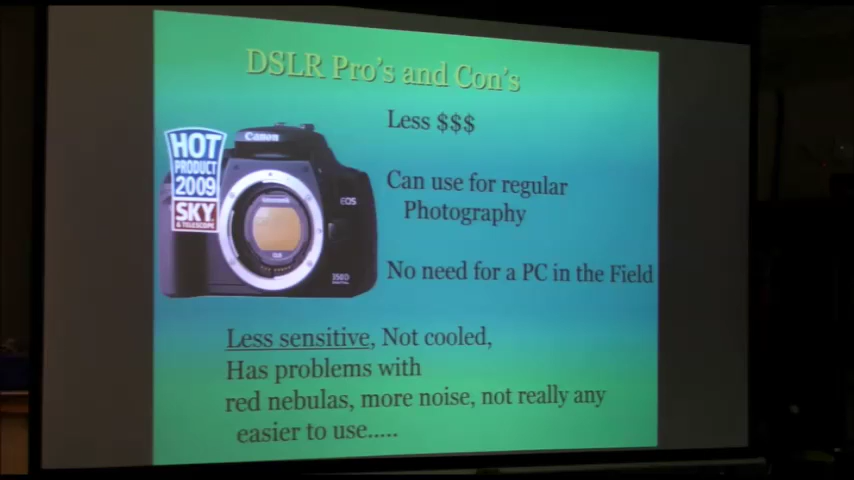 DSLR Pro's and Con's
Less $$$
Canon
HOT
PRODUCT
2009
SKY
& TELESCOPE
EOS
350D
Can use for regular
Photography
No need for a PC in the Field
Less sensitive, Not cooled,
Has problems with
red nebulas, more noise, not really any
easier to use.....